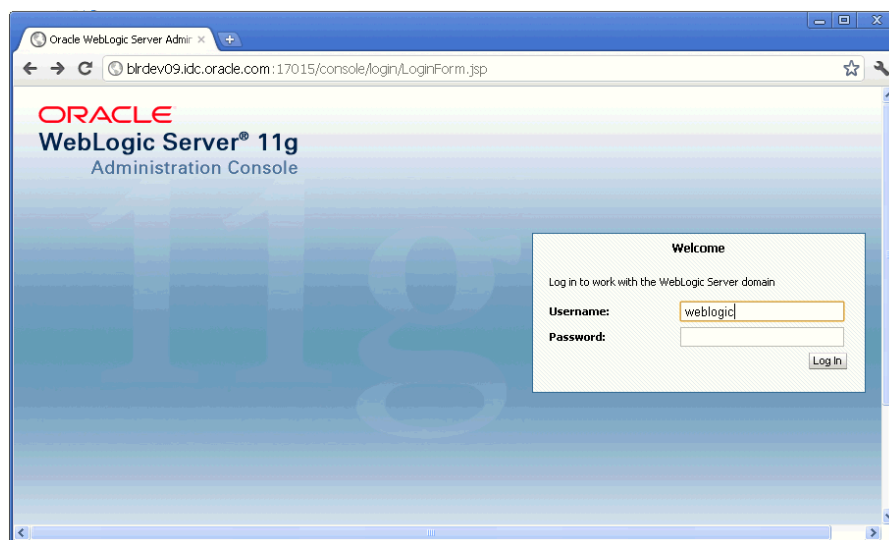 Oracle WebLogic Server Admir
blrdev09.idc.oracle.com:17015/console/login/LoginForm.jsp
ORACLE
WebLogic Server® 11g
Administration Console
11g
Welcome
Log in to work with the WebLogic Server domain
Username: weblogic
Password:
Log In